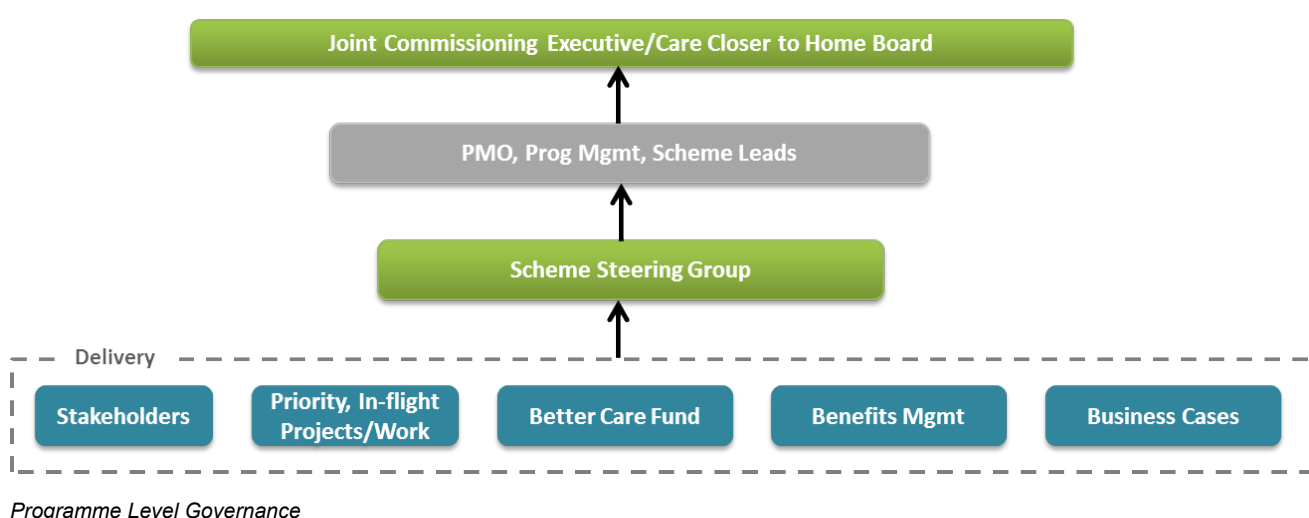 Joint Commissioning Executive/Care Closer to Home Board
PMO, Prog Mgmt, Scheme Leads
Scheme Steering Group
Delivery
Stakeholders
Priority, In-flight
Projects/Work
Better Care Fund
Benefits Mgmt
Business Cases
Programme Level Governance